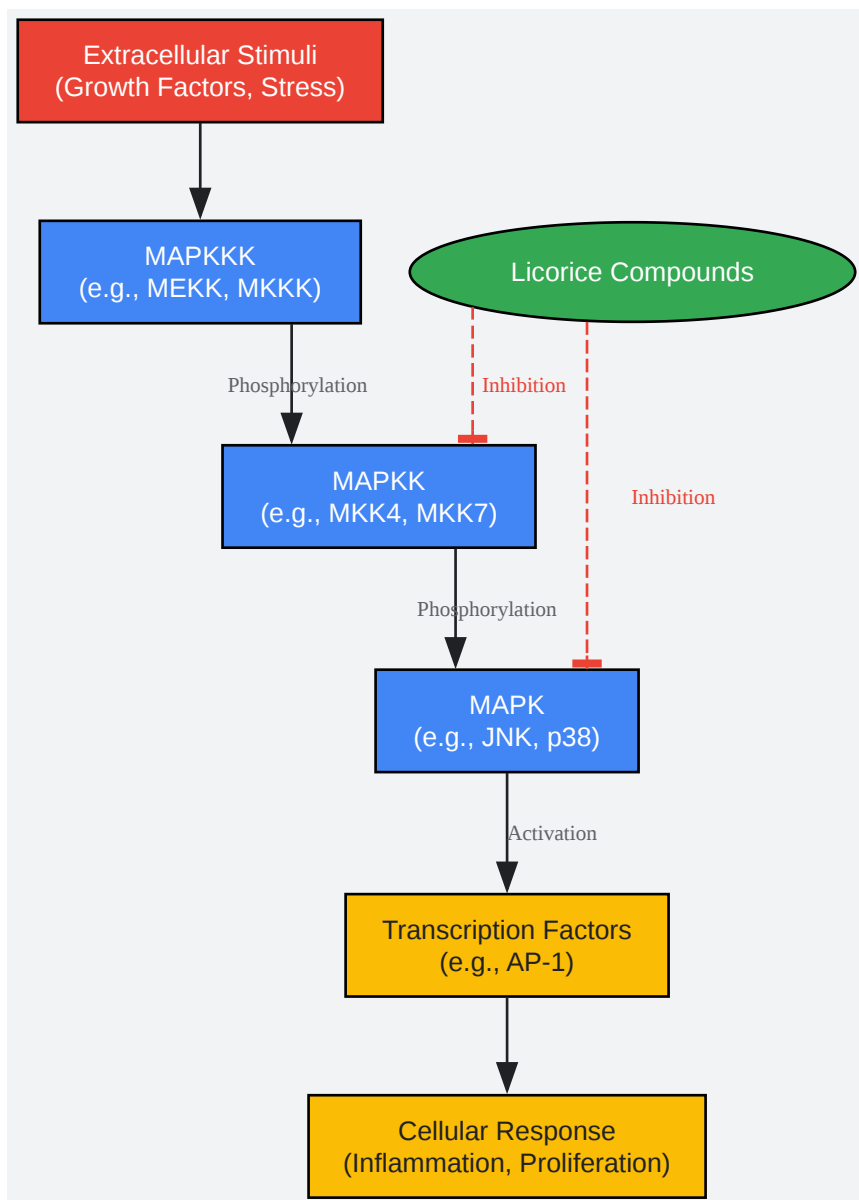 Extracellular Stimuli
(Growth Factors, Stress)
MAPKKK
(e.g., MEKK, MKKK)
Licorice Compounds
Phosphorylation
Inhibition
MAPKK
(e.g., MKK4, MKK7)
Inhibition
Phosphorylation
MAPK
(e.g., JNK, p38)
Activation
Transcription Factors
(e.g., AP-1)
Cellular Response
(Inflammation, Proliferation)